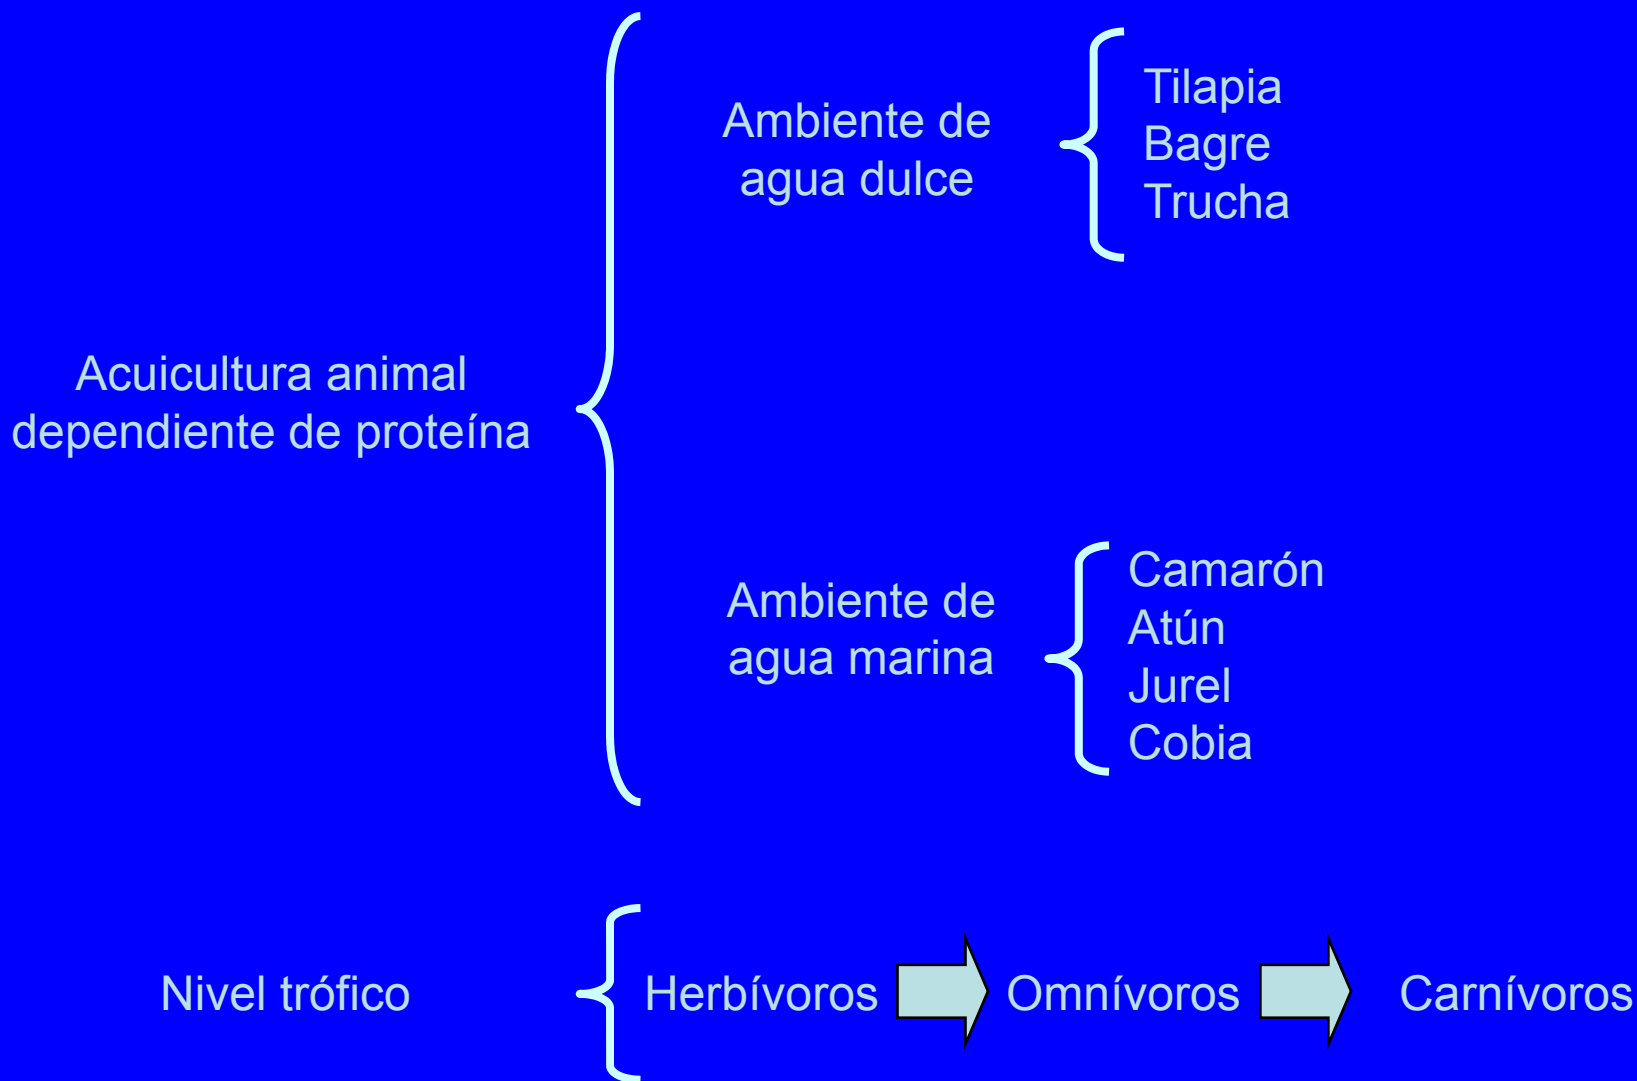 Acuicultura animal
dependiente de proteína
Ambiente de
agua dulce
Tilapia
Bagre
Trucha
Ambiente de
agua marina
Camarón
Atún
Jurel
Cobia
Nivel trófico
Herbívoros
Omnívoros
Carnívoros